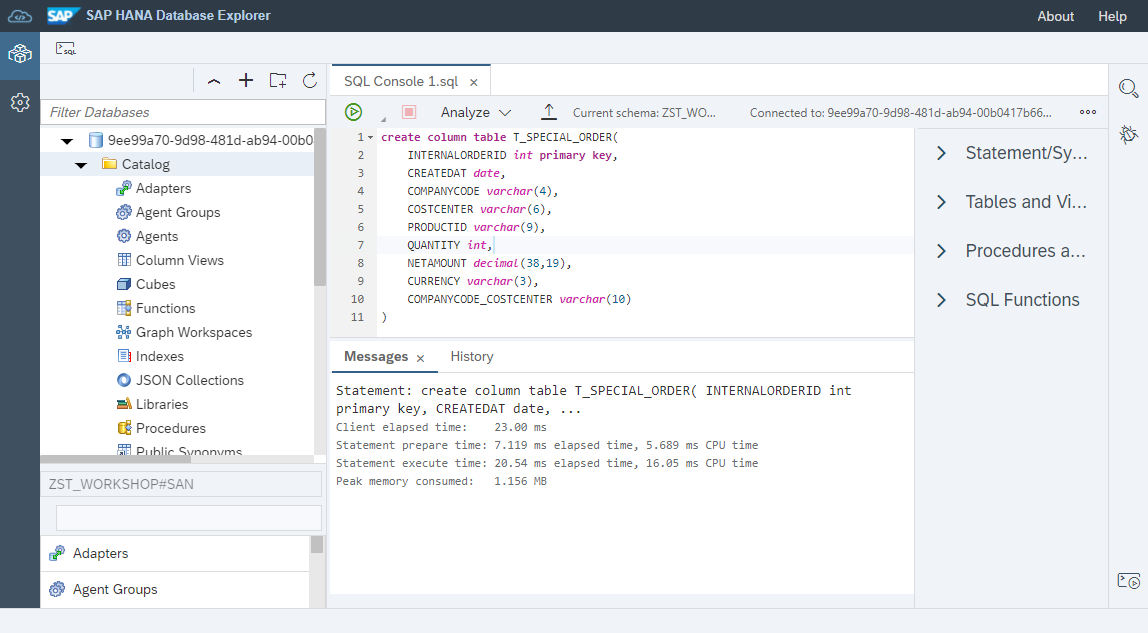 SAP SAP HANA Database Explorer About Help
SQL
Filter Databases
9ee99a70-9d98-481d-ab94-00b0
Catalog
Adapters
Agent Groups
Agents
Column Views
Cubes
Functions
Graph Workspaces
Indexes
JSON Collections
Libraries
Procedures
Public Synonyms
ZST_WORKSHOP#SAN
Adapters
Agent Groups
SQL Console 1.sql ×
Analyze Current schema: ZST_WO... Connected to: 9ee99a70-9d98-481d-ab94-00b0417b66...
1 create column table T_SPECIAL_ORDER(
2 INTERNALORDERID int primary key,
3 CREATEDAT date,
4 COMPANYCODE varchar(4),
5 COSTCENTER varchar(6),
6 PRODUCTID varchar(9),
7 QUANTITY int,
8 NETAMOUNT decimal(38,19),
9 CURRENCY varchar(3),
10 COMPANYCODE_COSTCENTER varchar(10)
11 )
Messages × History
Statement: create column table T_SPECIAL_ORDER( INTERNALORDERID int
primary key, CREATEDAT date, ...
Client elapsed time: 23.00 ms
Statement prepare time: 7.119 ms elapsed time, 5.689 ms CPU time
Statement execute time: 20.54 ms elapsed time, 16.05 ms CPU time
Peak memory consumed: 1.156 MB
Statement/Sy...
Tables and Vi...
Procedures a...
SQL Functions